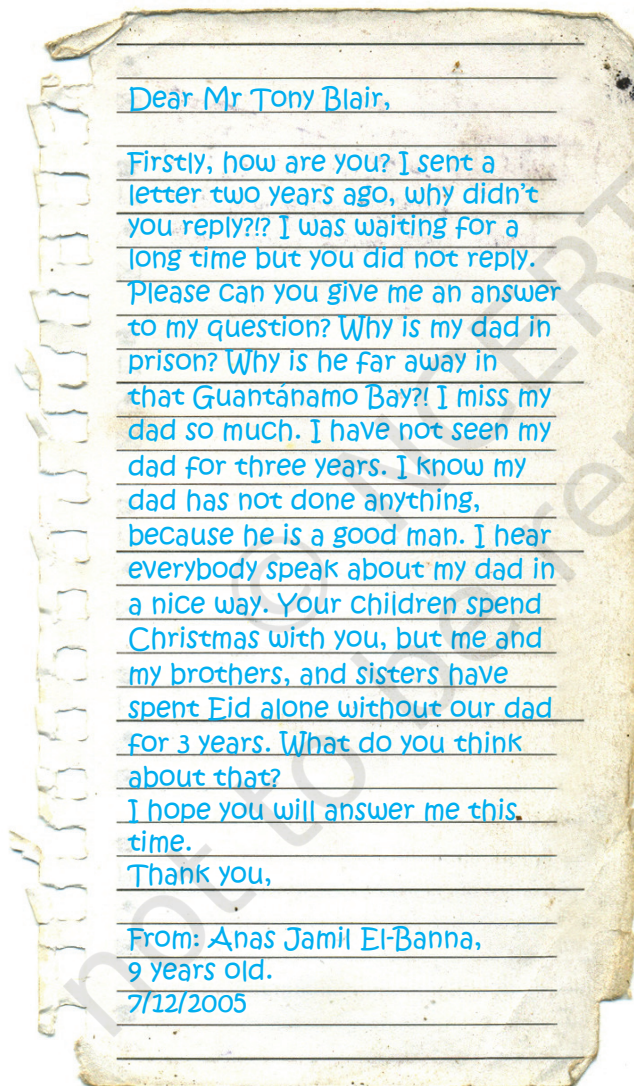 Dear Mr Tony Blair,
Firstly, how are you? I sent a
letter two years ago, why didn't
you reply?!? I was waiting for a
long time but you did not reply.
Please can you give me an answer
to my question? Why is my dad in
prison? Why is he far away in
that Guantánamo Bay?! I miss my
dad so much. I have not seen my
dad for three years. I know my
dad has not done anything,
because he is a good man. I hear
everybody speak about my dad in
a nice way. Your children spend
Christmas with you, but me and
my brothers, and sisters have
spent Eid alone without our dad
for 3 years. What do you think
about that?
I hope you will answer me this
time.
Thank you,
From: Anas Jamil El-Banna,
9 years old.
7/12/2005
© NCERT
not to be re